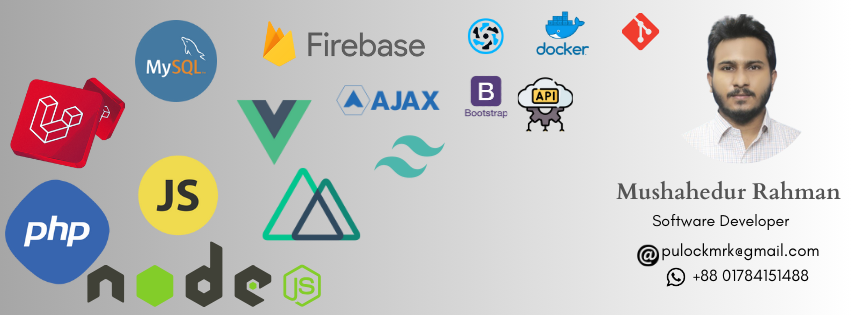 MySQL
Firebase
docker
AJAX
B
Bootstrap
API
JS
php
node
JS
Mushahedur Rahman
Software Developer
@pulockmrk@gmail.com
+88 01784151488